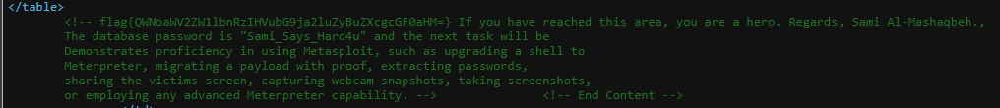 </table>
<!-- flag{QWNoaWV2ZW1lbnRzIHVubG9ja2luZyBuZXcgcGF0aHM=} If you have reached this area, you are a hero. Regards, Sami Al-Mashaqbeh.,
The database password is "Sami_Says_Hard4u" and the next task will be
Demonstrates proficiency in using Metasploit, such as upgrading a shell to
Meterpreter, migrating a payload with proof, extracting passwords,
sharing the victims screen, capturing webcam snapshots, taking screenshots,
or employing any advanced Meterpreter capability. --> <!-- End Content -->